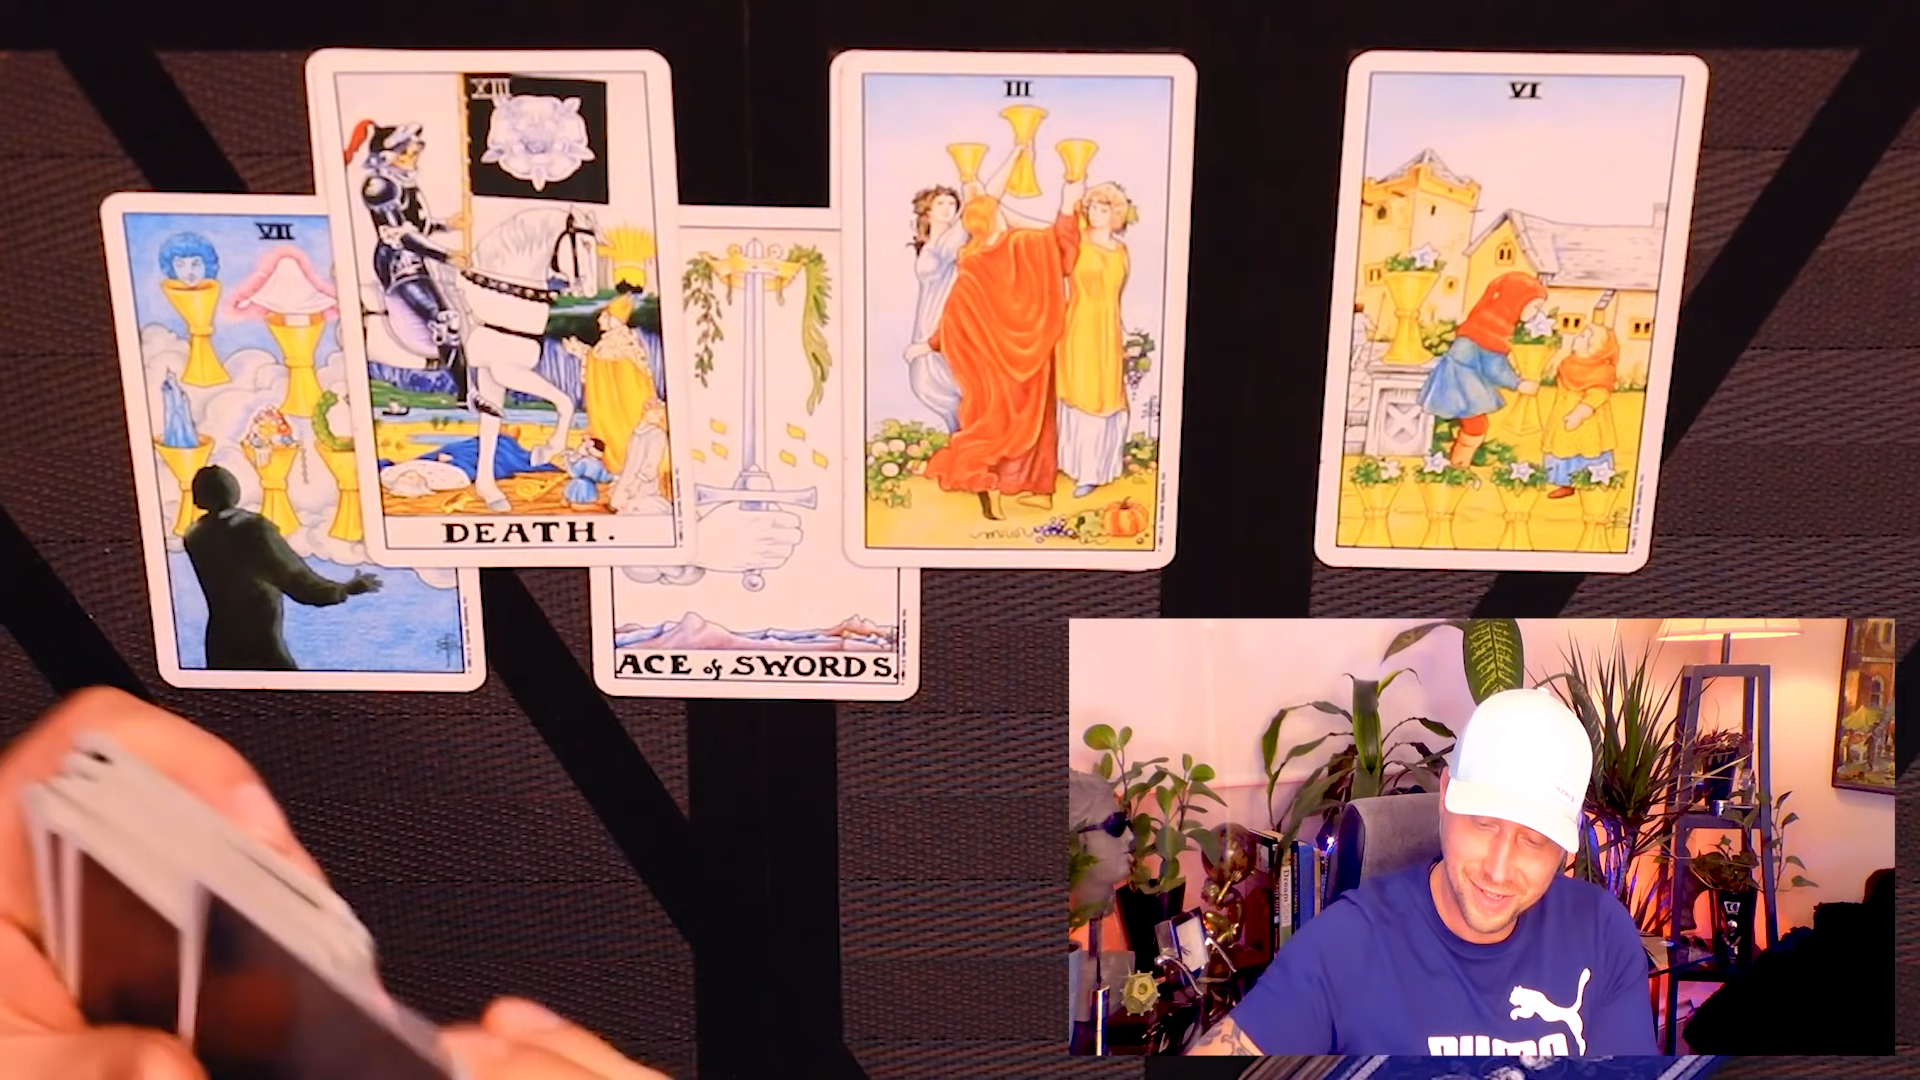 XIII
III
VI
VII
DEATH.
ACE of SWORDS.
PUMA